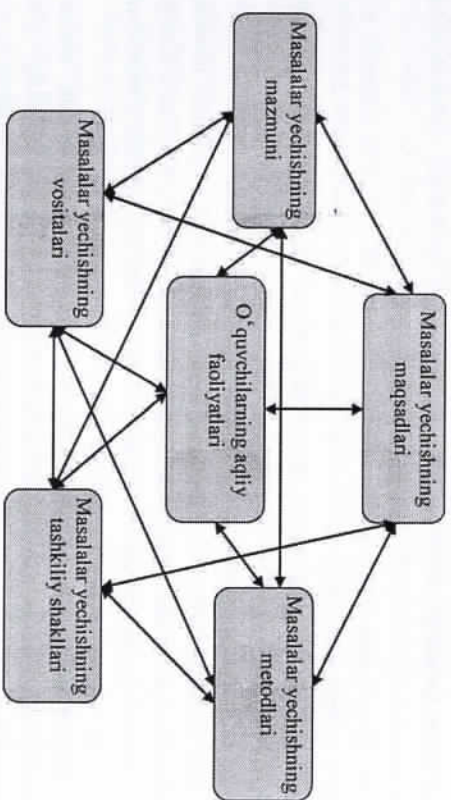 Masalalar yechishning
maqsadlari
Masalalar yechishning
mazmuni
Masalalar yechishning
metodlari
O‘quvchilarning aqliy
faoliyatlari
Masalalar yechishning
vositalari
Masalalar yechishning
tashkiliy shakllari